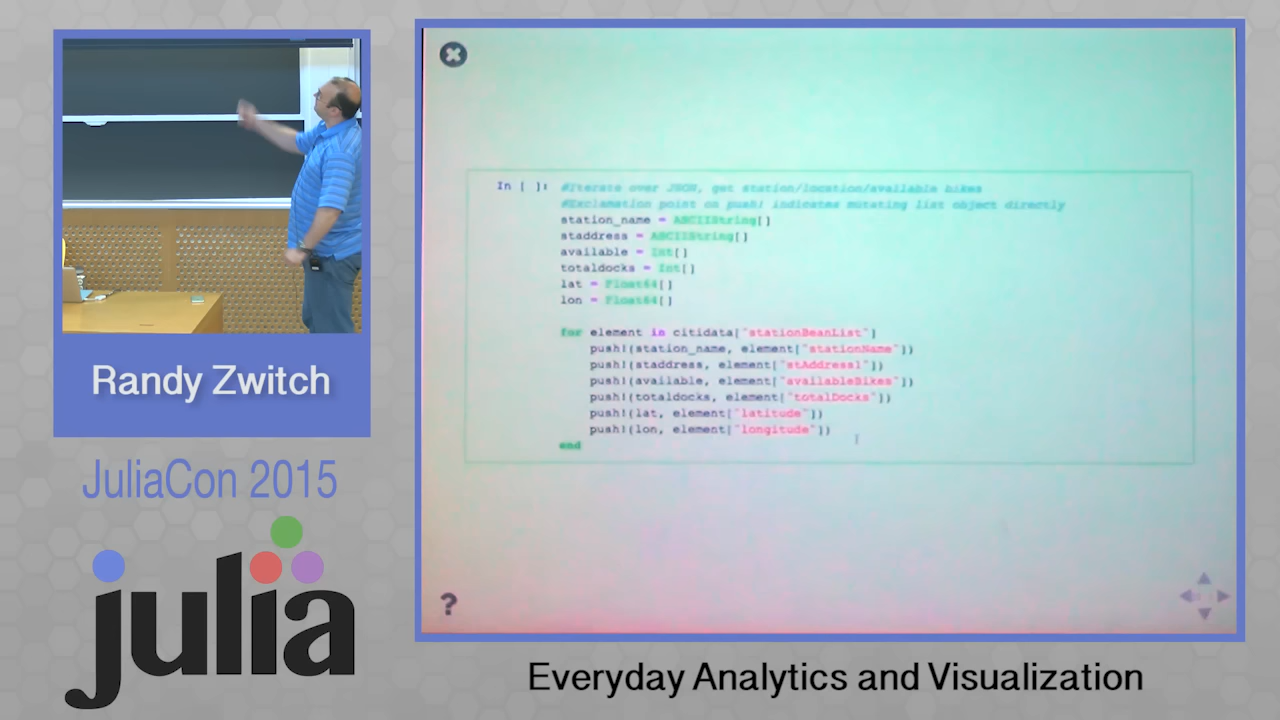 Randy Zwitch
JuliaCon 2015
julia
In [ ]:
#Iterate over JSON, get station/location/available bikes
#Exclamation point on push! indicates mutating list object directly
station_name = ASCIIString[]
staddress = ASCIIString[]
available = Int[]
totaldocks = Int[]
lat = Float64[]
lon = Float64[]
for element in citidata["stationBeanList"]
push!(station_name, element["stationName"])
push!(staddress, element["stAddress1"])
push!(available, element["availableBikes"])
push!(totaldocks, element["totalDocks"])
push!(lat, element["latitude"])
push!(lon, element["longitude"])
end
?
Everyday Analytics and Visualization